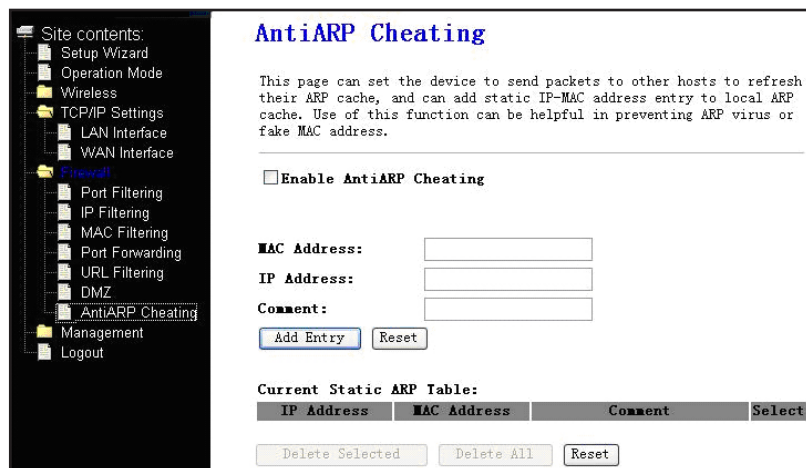 Site contents:
Setup Wizard
Operation Mode
Wireless
TCP/IP Settings
LAN Interface
WAN Interface
Firewall
Port Filtering
IP Filtering
MAC Filtering
Port Forwarding
URL Filtering
DMZ
AntiARP Cheating
Management
Logout
AntiARP Cheating
This page can set the device to send packets to other hosts to refresh
their ARP cache, and can add static IP-MAC address entry to local ARP
cache. Use of this function can be helpful in preventing ARP virus or
fake MAC address.
Enable AntiARP Cheating
MAC Address:
IP Address:
Comment:
Add Entry Reset
Current Static ARP Table:
IP Address MAC Address Comment Select
Delete Selected Delete All Reset